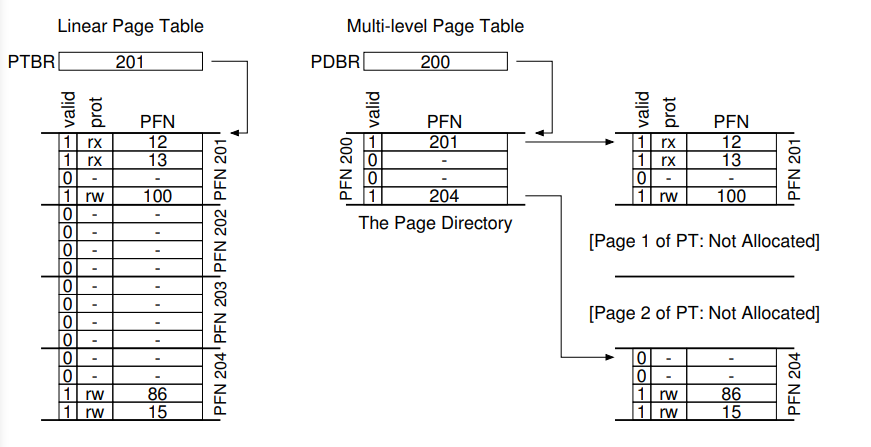 Linear Page Table
PTBR 201
valid prot PFN
1 rx 12
1 rx 13
0 - -
1 rw 100
PFN 201
0 - -
0 - -
0 - -
0 - -
PFN 202
0 - -
0 - -
0 - -
0 - -
PFN 203
0 - -
0 - -
1 rw 86
1 rw 15
PFN 204
Multi-level Page Table
PDBR 200
valid PFN
PFN 200
1 201
0 -
0 -
1 204
The Page Directory
valid prot PFN
1 rx 12
1 rx 13
0 - -
1 rw 100
PFN 201
[Page 1 of PT: Not Allocated]
[Page 2 of PT: Not Allocated]
0 - -
0 - -
1 rw 86
1 rw 15
PFN 204